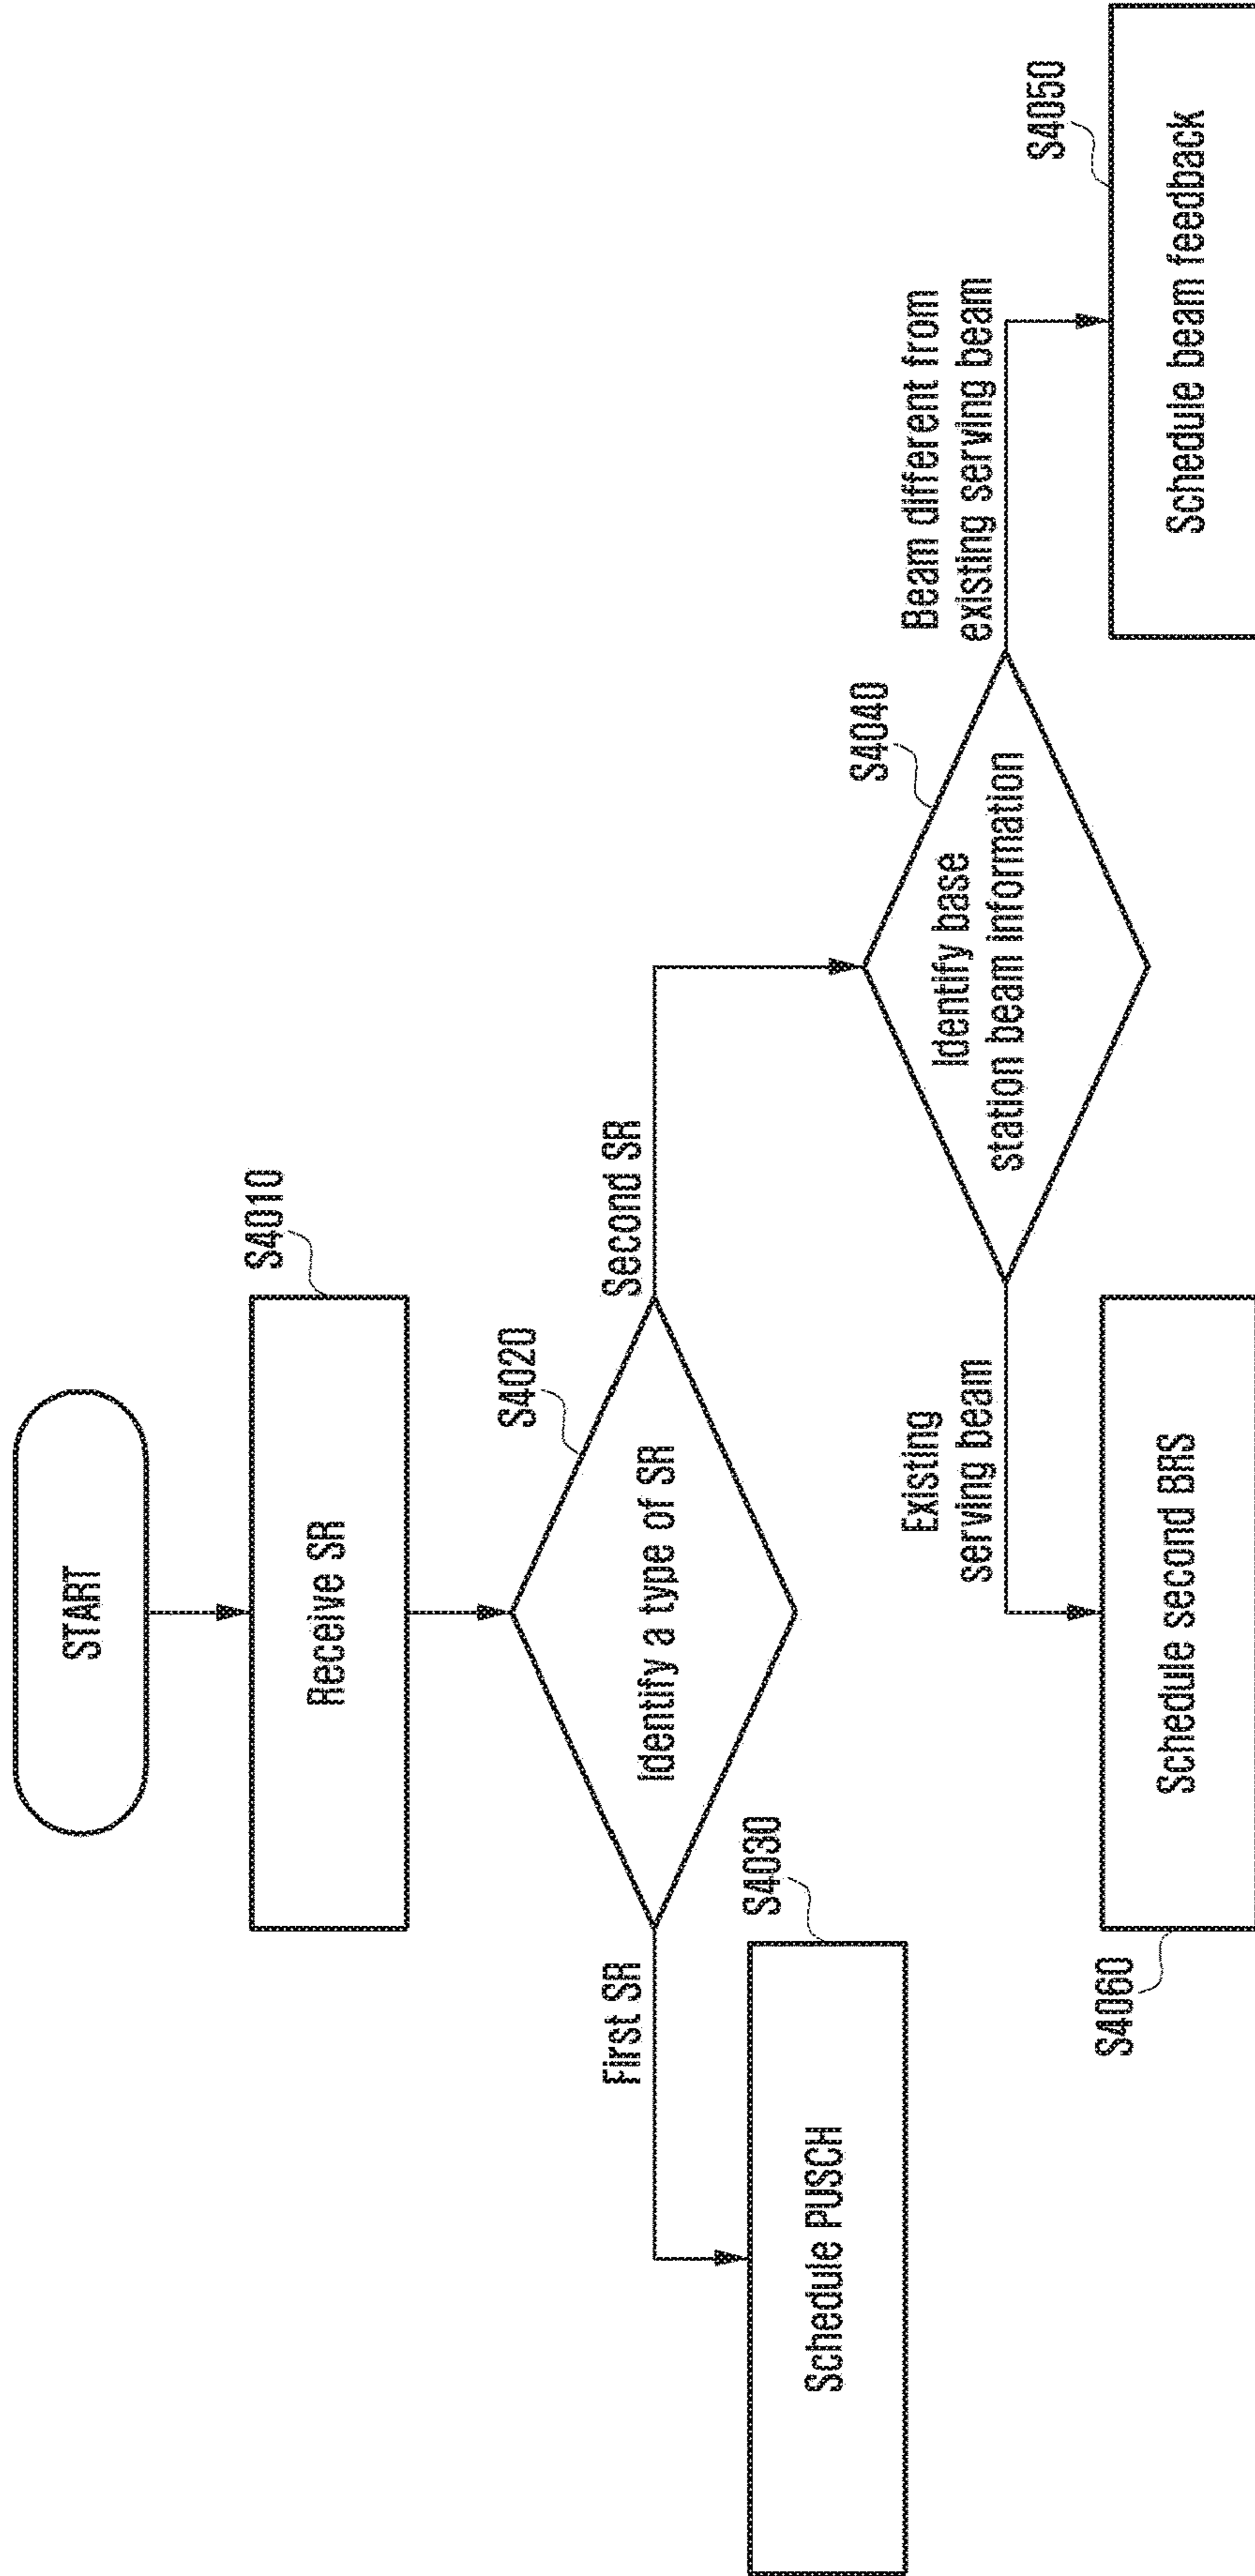 START
S4010
Receive SR
S4020
Identify a type of SR
First SR
Second SR
S4030
Schedule PUSCH
S4040
Identify base
station beam information
Existing
serving beam
Beam different from
existing serving beam
S4060
Schedule second BRS
S4050
Schedule beam feedback